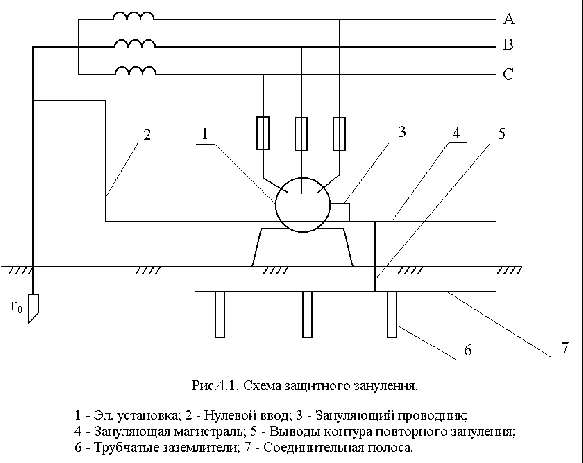 A
B
C
1
2
3
4
5
r0
6
7
Рис.4.1. Схема защитного зануления.
1 - Эл. установка; 2 - Нулевой ввод; 3 - Зануляющий проводник;
4 - Зануляющая магистраль; 5 - Выводы контура повторного зануления;
6 - Трубчатые заземлители; 7 - Соединительная полоса.